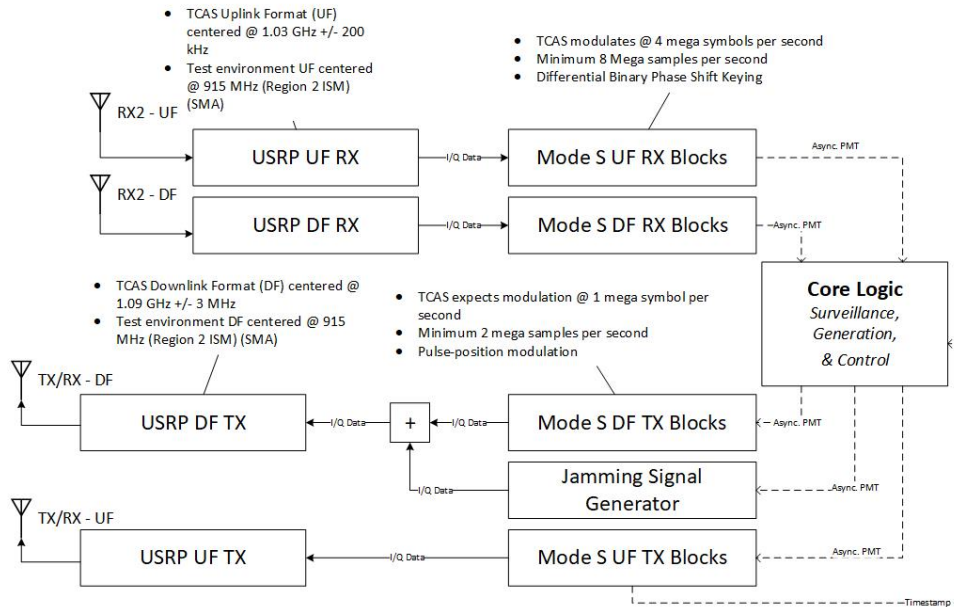 • TCAS Uplink Format (UF)
centered @ 1.03 GHz +/- 200
kHz
• Test environment UF centered
@ 915 MHz (Region 2 ISM)
(SMA)
• TCAS modulates @ 4 mega symbols per second
• Minimum 8 Mega samples per second
• Differential Binary Phase Shift Keying
RX2 - UF
USRP UF RX
I/Q Data
Mode S UF RX Blocks
Async. PMT
RX2 - DF
USRP DF RX
I/Q Data
Mode S DF RX Blocks
Async. PMT
Core Logic
Surveillance,
Generation,
& Control
• TCAS Downlink Format (DF) centered @
1.09 GHz +/- 3 MHz
• Test environment DF centered @ 915
MHz (Region 2 ISM) (SMA)
• TCAS expects modulation @ 1 mega symbol per
second
• Minimum 2 mega samples per second
• Pulse-position modulation
TX/RX - DF
USRP DF TX
I/Q Data
+
I/Q Data
Mode S DF TX Blocks
Async. PMT
I/Q Data
Jamming Signal
Generator
Async. PMT
TX/RX - UF
USRP UF TX
I/Q Data
Mode S UF TX Blocks
Async. PMT
Timestamp